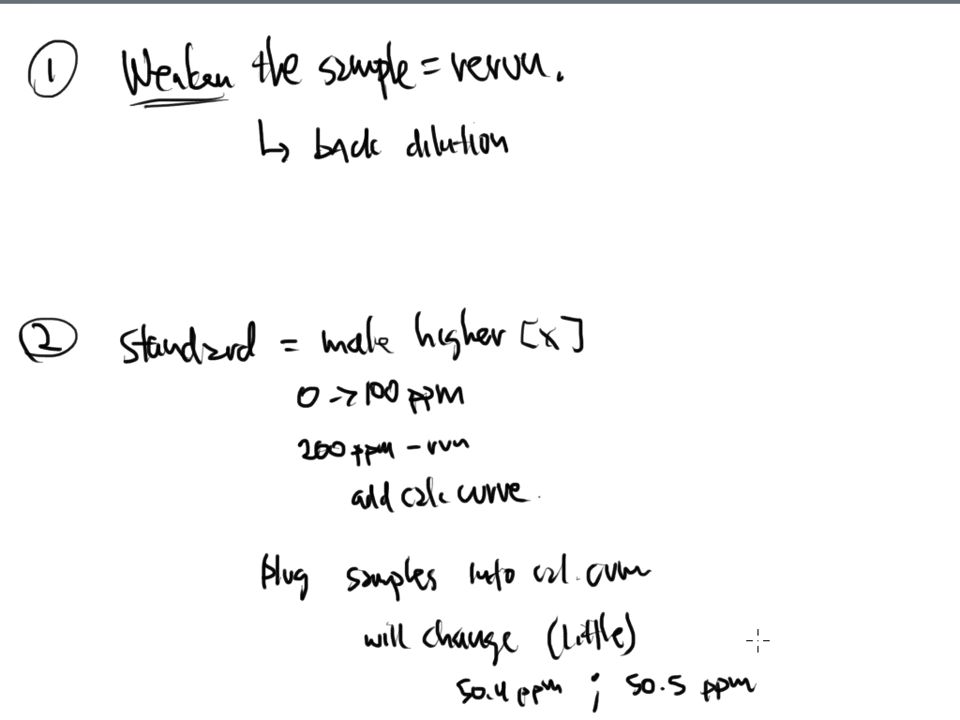 ① Weaken the sample = rerun.
↳ back dilution
② Standard = make higher [x]
0 -> 100 ppm
200 ppm - run
add calc curve.
plug samples into cal. curve
will change (little)
50.4 ppm ; 50.5 ppm